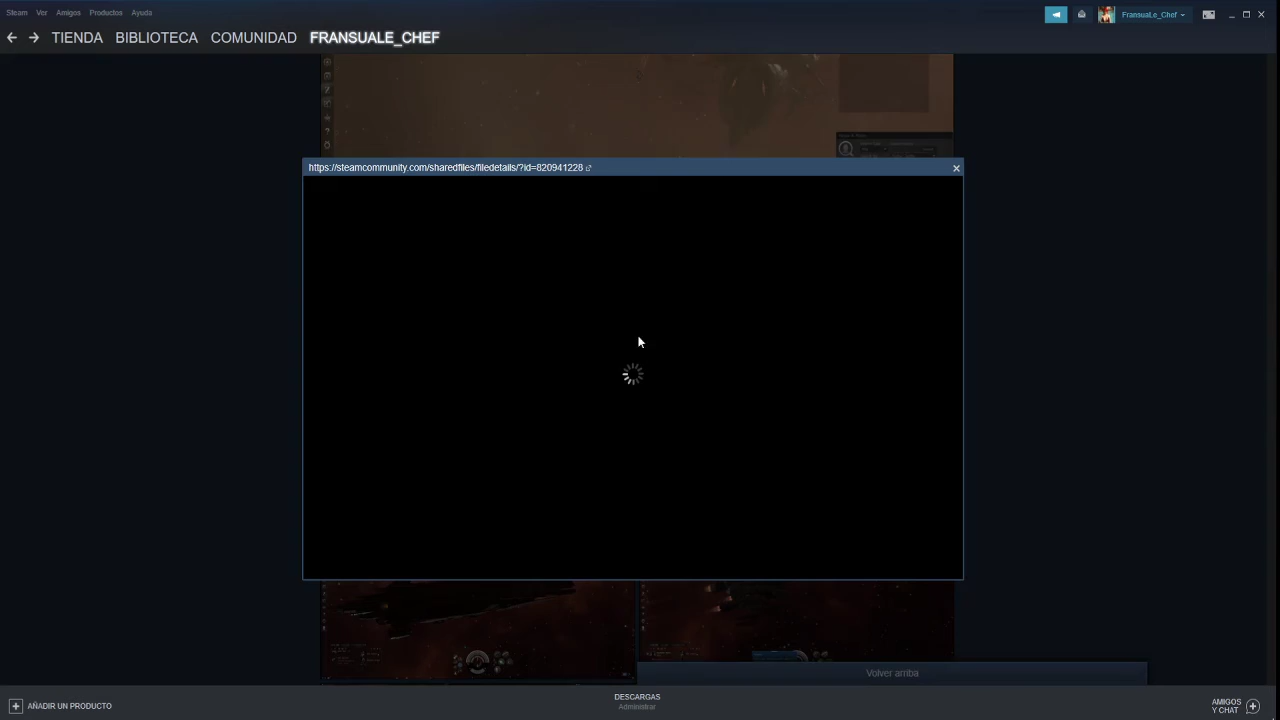 Steam Ver Amigos Productos Ayuda
FransuaLe_Chef
TIENDA BIBLIOTECA COMUNIDAD FRANSUALE_CHEF
https://steamcommunity.com/sharedfiles/filedetails/?id=820941228
Volver arriba
AÑADIR UN PRODUCTO
DESCARGAS
Administrar
AMIGOS
Y CHAT